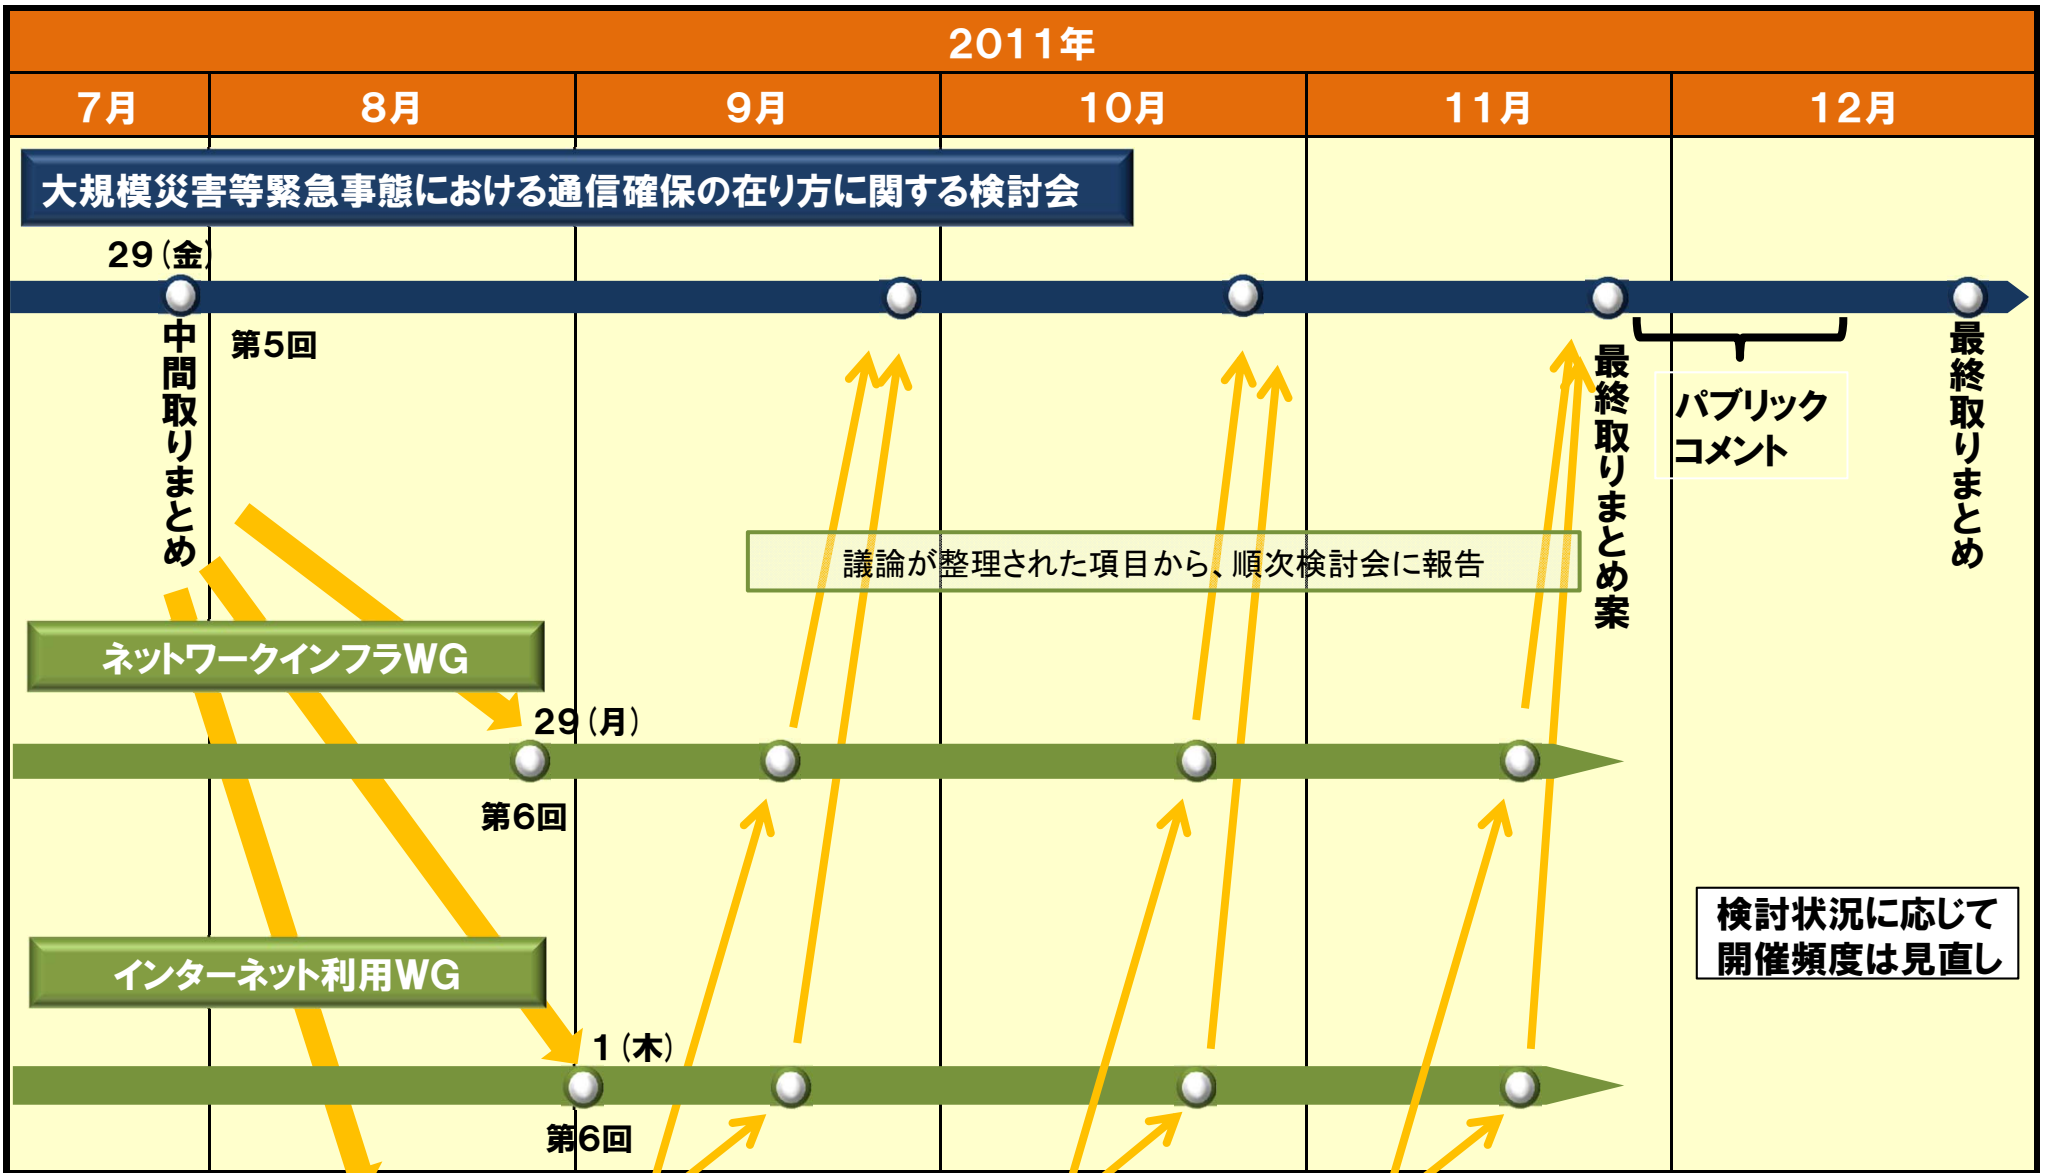 2011年
7月
8月
9月
10月
11月
12月
大規模災害等緊急事態における通信確保の在り方に関する検討会
29(金)
中間取りまとめ
第5回
最終取りまとめ案
パブリック
コメント
最終取りまとめ
議論が整理された項目から、順次検討会に報告
ネットワークインフラWG
29(月)
第6回
検討状況に応じて
開催頻度は見直し
インターネット利用WG
1(木)
第6回